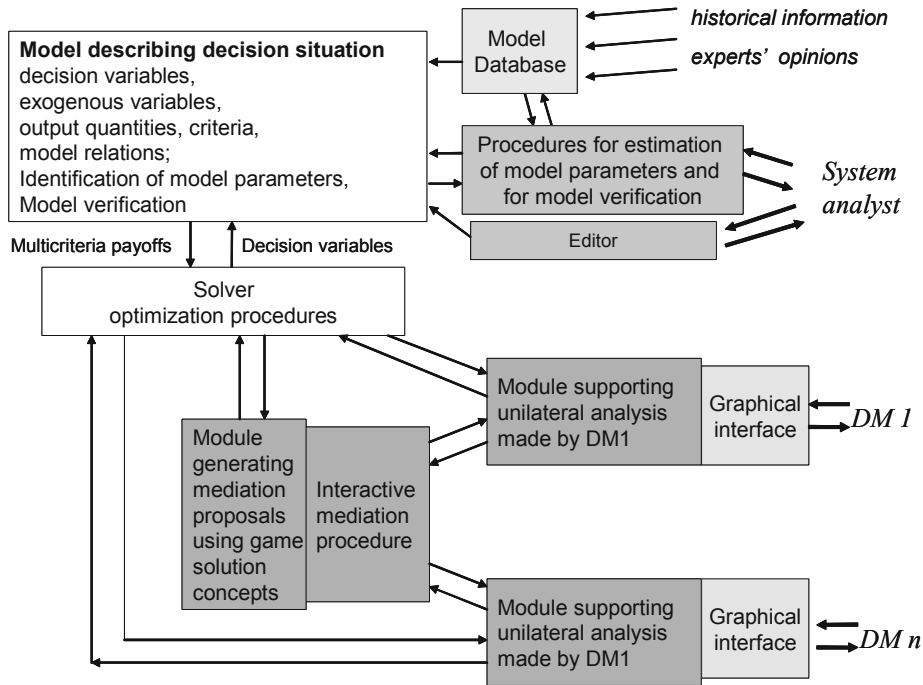 Model describing decision situation
decision variables,
exogenous variables,
output quantities, criteria,
model relations;
Identification of model parameters,
Model verification
Model
Database
historical information
experts' opinions
Procedures for estimation
of model parameters and
for model verification
System
analyst
Editor
Multicriteria payoffs
Decision variables
Solver
optimization procedures
Module supporting
unilateral analysis
made by DM1
Graphical
interface
DM 1
Module
generating
mediation
proposals
using game
solution
concepts
Interactive
mediation
procedure
Module supporting
unilateral analysis
made by DM1
Graphical
interface
DM n